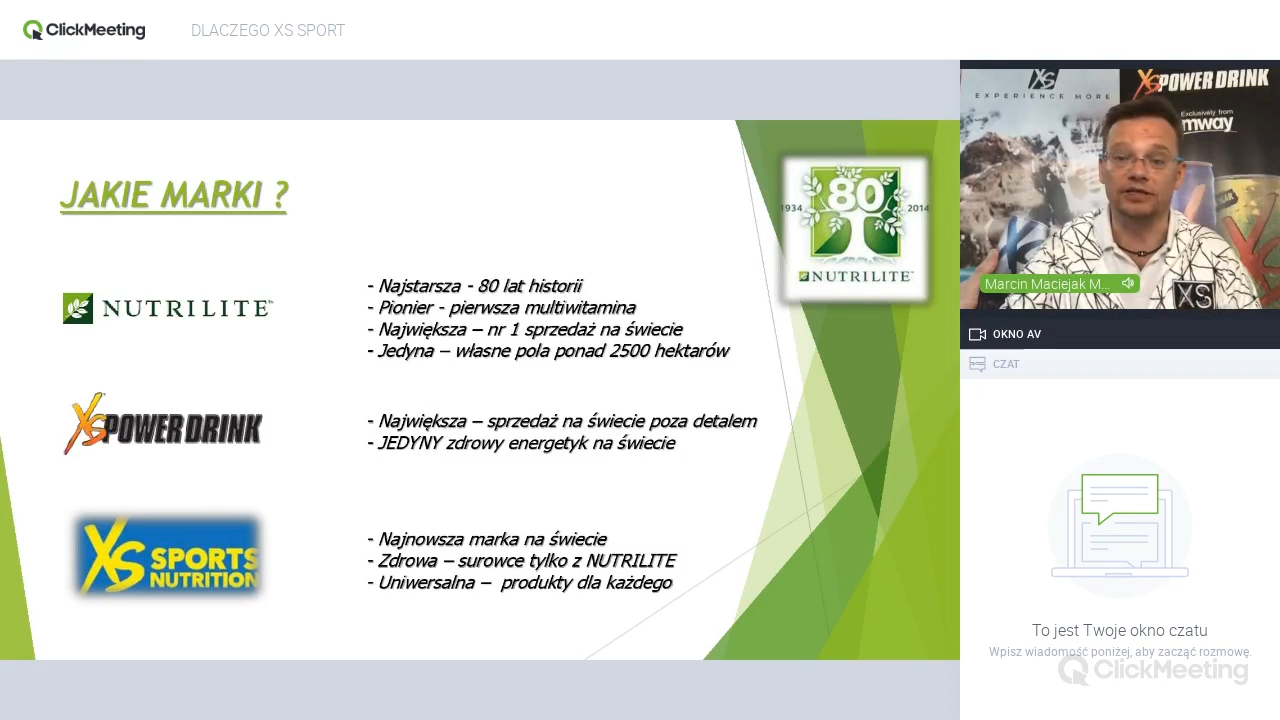 ClickMeeting
DLACZEGO XS SPORT
JAKIE MARKI ?
80
1934 2014
NUTRILITE™
NUTRILITE™
- Najstarsza - 80 lat historii
- Pionier - pierwsza multiwitamina
- Największa – nr 1 sprzedaż na świecie
- Jedyna – własne pola ponad 2500 hektarów
XS POWER DRINK
- Największa – sprzedaż na świecie poza detalem
- JEDYNY zdrowy energetyk na świecie
XS SPORTS
NUTRITION
- Najnowsza marka na świecie
- Zdrowa – surowce tylko z NUTRILITE
- Uniwersalna – produkty dla każdego
XS
EXPERIENCE MORE
XS POWER DRINK
Exclusively from
mway
Marcin Maciejak M...
XS
OKNO AV
CZAT
To jest Twoje okno czatu
Wpisz wiadomość poniżej, aby zacząć rozmowę.
ClickMeeting